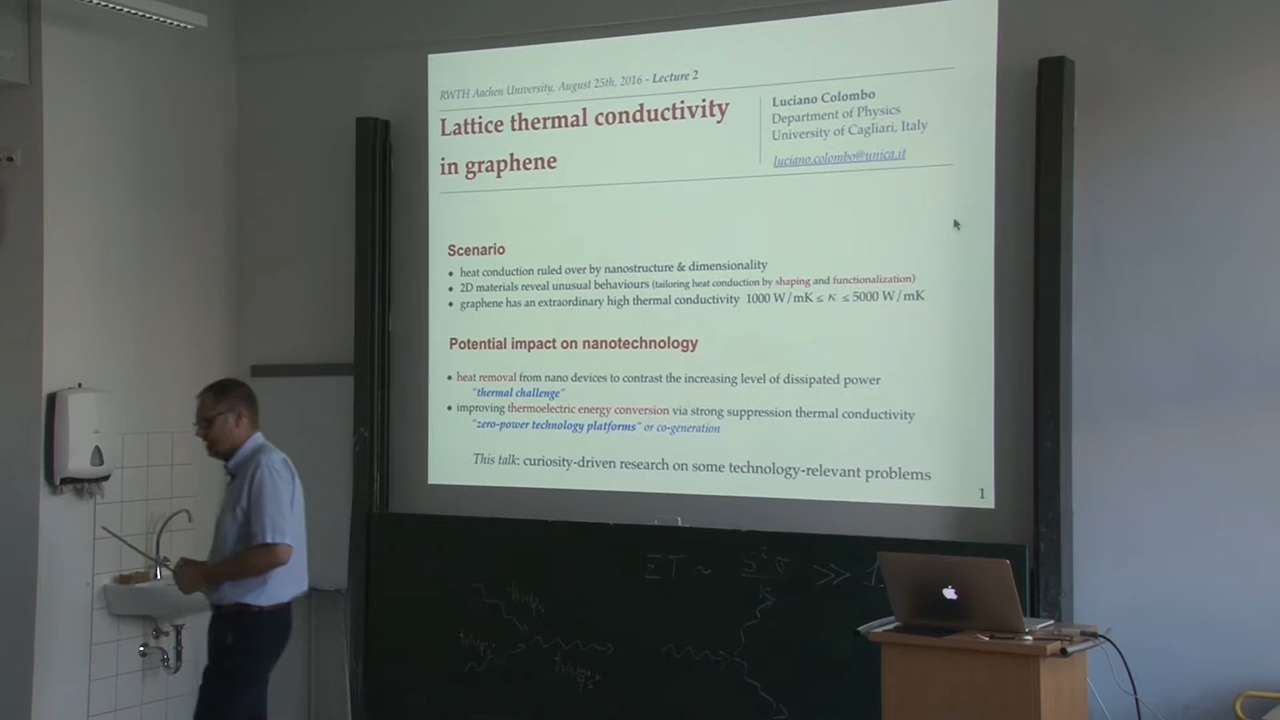 RWTH Aachen University, August 25th, 2016 - Lecture 2
Lattice thermal conductivity
in graphene
Luciano Colombo
Department of Physics
University of Cagliari, Italy
luciano.colombo@unica.it
Scenario
• heat conduction ruled over by nanostructure & dimensionality
• 2D materials reveal unusual behaviours (tailoring heat conduction by shaping and functionalization)
• graphene has an extraordinary high thermal conductivity 1000 W/mK ≤ κ ≤ 5000 W/mK
Potential impact on nanotechnology
• heat removal from nano devices to contrast the increasing level of dissipated power
"thermal challenge"
• improving thermoelectric energy conversion via strong suppression thermal conductivity
"zero-power technology platforms" or co-generation
This talk: curiosity-driven research on some technology-relevant problems
1
ZT ~ S²σ / κ >> 1